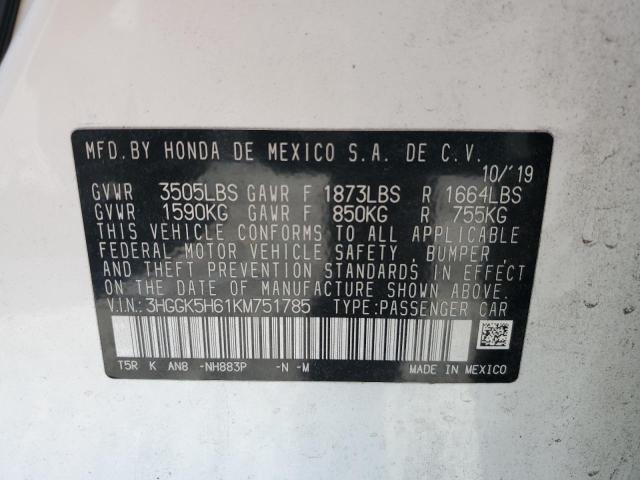 MFD. BY HONDA DE MEXICO S.A. DE C.V.
10/'19
GVWR 3505LBS GAWR F 1873LBS R 1664LBS
GVWR 1590KG GAWR F 850KG R 755KG
THIS VEHICLE CONFORMS TO ALL APPLICABLE
FEDERAL MOTOR VEHICLE SAFETY , BUMPER ,
AND THEFT PREVENTION STANDARDS IN EFFECT
ON THE DATE OF MANUFACTURE SHOWN ABOVE.
V.I.N.: 3HGGK5H61KM751785 TYPE: PASSENGER CAR
T5R K AN8 -NH883P -N -M MADE IN MEXICO